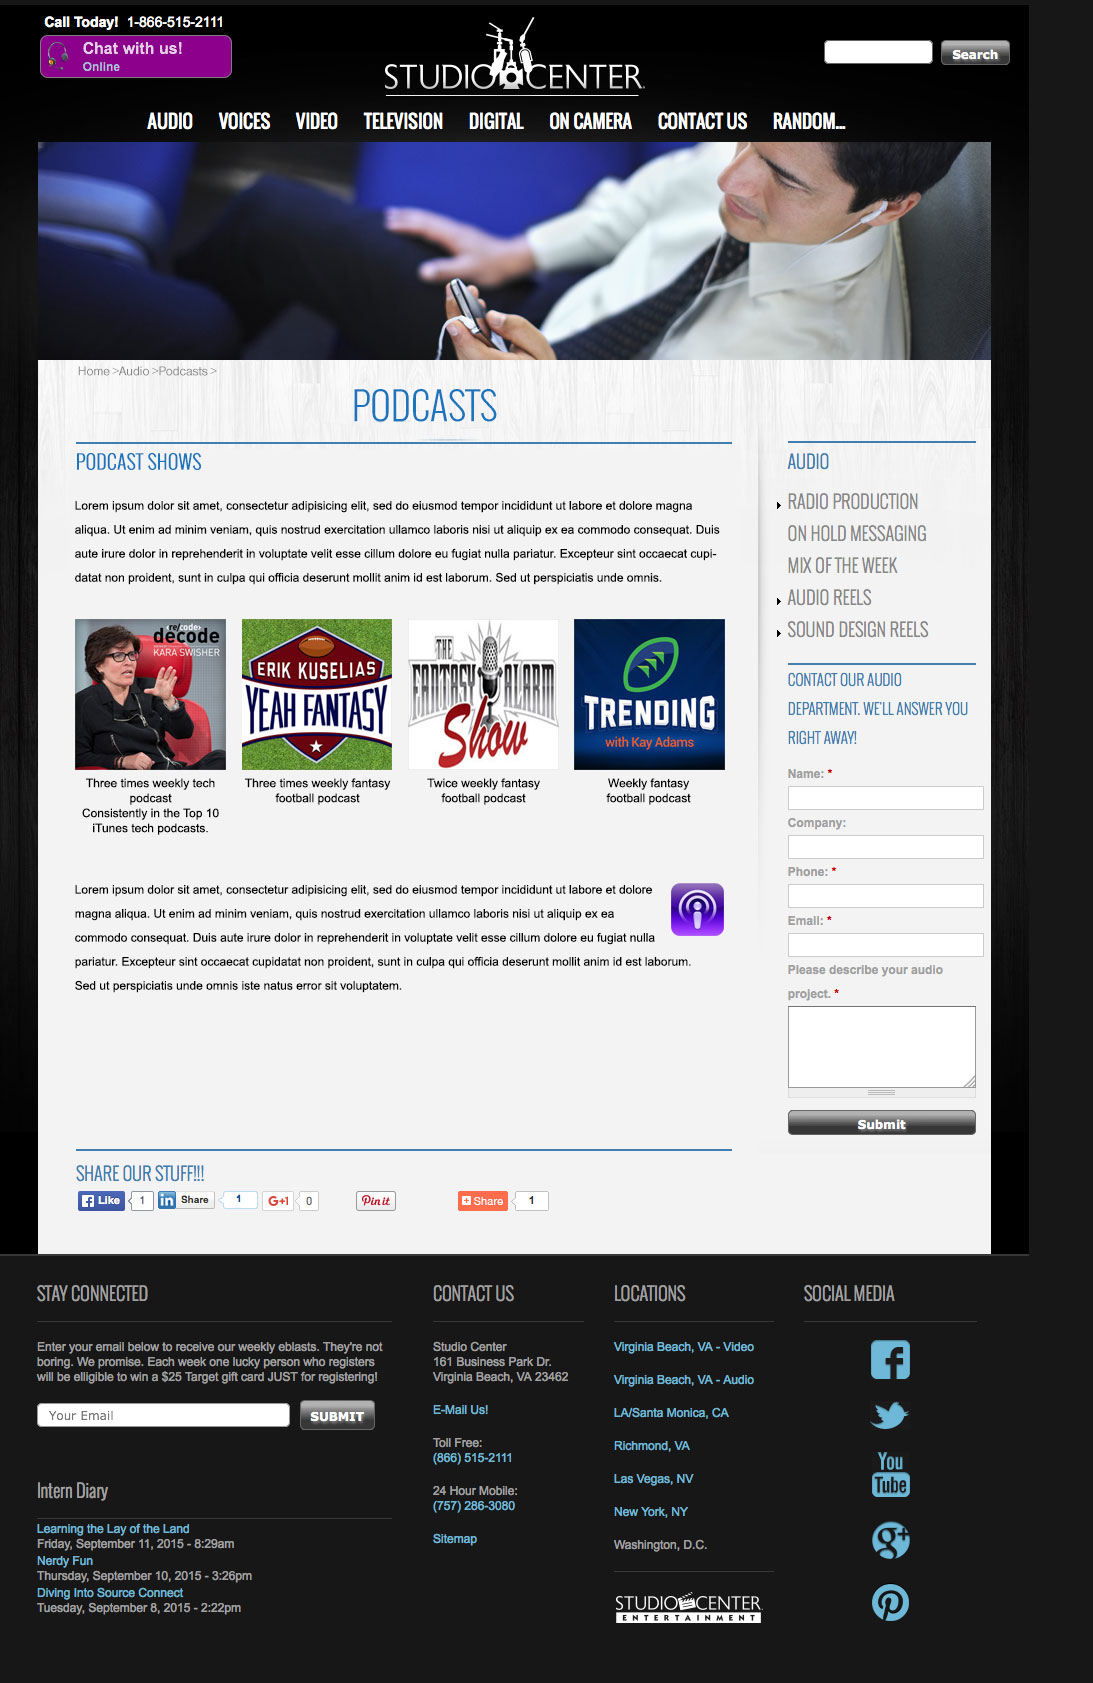 Call Today! 1-866-515-2111
Chat with us!
Online
STUDIO CENTER
Search
AUDIO VOICES VIDEO TELEVISION DIGITAL ON CAMERA CONTACT US RANDOM...
Home >Audio >Podcasts >
PODCASTS
PODCAST SHOWS
Lorem ipsum dolor sit amet, consectetur adipisicing elit, sed do eiusmod tempor incididunt ut labore et dolore magna
aliqua. Ut enim ad minim veniam, quis nostrud exercitation ullamco laboris nisi ut aliquip ex ea commodo consequat. Duis
aute irure dolor in reprehenderit in voluptate velit esse cillum dolore eu fugiat nulla pariatur. Excepteur sint occaecat cupi-
datat non proident, sunt in culpa qui officia deserunt mollit anim id est laborum. Sed ut perspiciatis unde omnis.
re/code>
decode
KARA SWISHER
Three times weekly tech
podcast
Consistently in the Top 10
iTunes tech podcasts.
ERIK KUSELIAS
YEAH FANTASY
Three times weekly fantasy
football podcast
THE
FANTASY ALARM
Show
Twice weekly fantasy
football podcast
TRENDING
with Kay Adams
Weekly fantasy
football podcast
Lorem ipsum dolor sit amet, consectetur adipisicing elit, sed do eiusmod tempor incididunt ut labore et dolore
magna aliqua. Ut enim ad minim veniam, quis nostrud exercitation ullamco laboris nisi ut aliquip ex ea
commodo consequat. Duis aute irure dolor in reprehenderit in voluptate velit esse cillum dolore eu fugiat nulla
pariatur. Excepteur sint occaecat cupidatat non proident, sunt in culpa qui officia deserunt mollit anim id est laborum.
Sed ut perspiciatis unde omnis iste natus error sit voluptatem.
AUDIO
RADIO PRODUCTION
ON HOLD MESSAGING
MIX OF THE WEEK
AUDIO REELS
SOUND DESIGN REELS
CONTACT OUR AUDIO
DEPARTMENT. WE'LL ANSWER YOU
RIGHT AWAY!
Name: *
Company:
Phone: *
Email: *
Please describe your audio
project. *
Submit
SHARE OUR STUFF!!!
Like 1 in Share 1 G+1 0 Pin it Share 1
STAY CONNECTED
Enter your email below to receive our weekly eblasts. They're not
boring. We promise. Each week one lucky person who registers
will be elligible to win a $25 Target gift card JUST for registering!
Your Email SUBMIT
Intern Diary
Learning the Lay of the Land
Friday, September 11, 2015 - 8:29am
Nerdy Fun
Thursday, September 10, 2015 - 3:26pm
Diving Into Source Connect
Tuesday, September 8, 2015 - 2:22pm
CONTACT US
Studio Center
161 Business Park Dr.
Virginia Beach, VA 23462
E-Mail Us!
Toll Free:
(866) 515-2111
24 Hour Mobile:
(757) 286-3080
Sitemap
LOCATIONS
Virginia Beach, VA - Video
Virginia Beach, VA - Audio
LA/Santa Monica, CA
Richmond, VA
Las Vegas, NV
New York, NY
Washington, D.C.
STUDIO CENTER
ENTERTAINMENT
SOCIAL MEDIA
You
Tube
g+